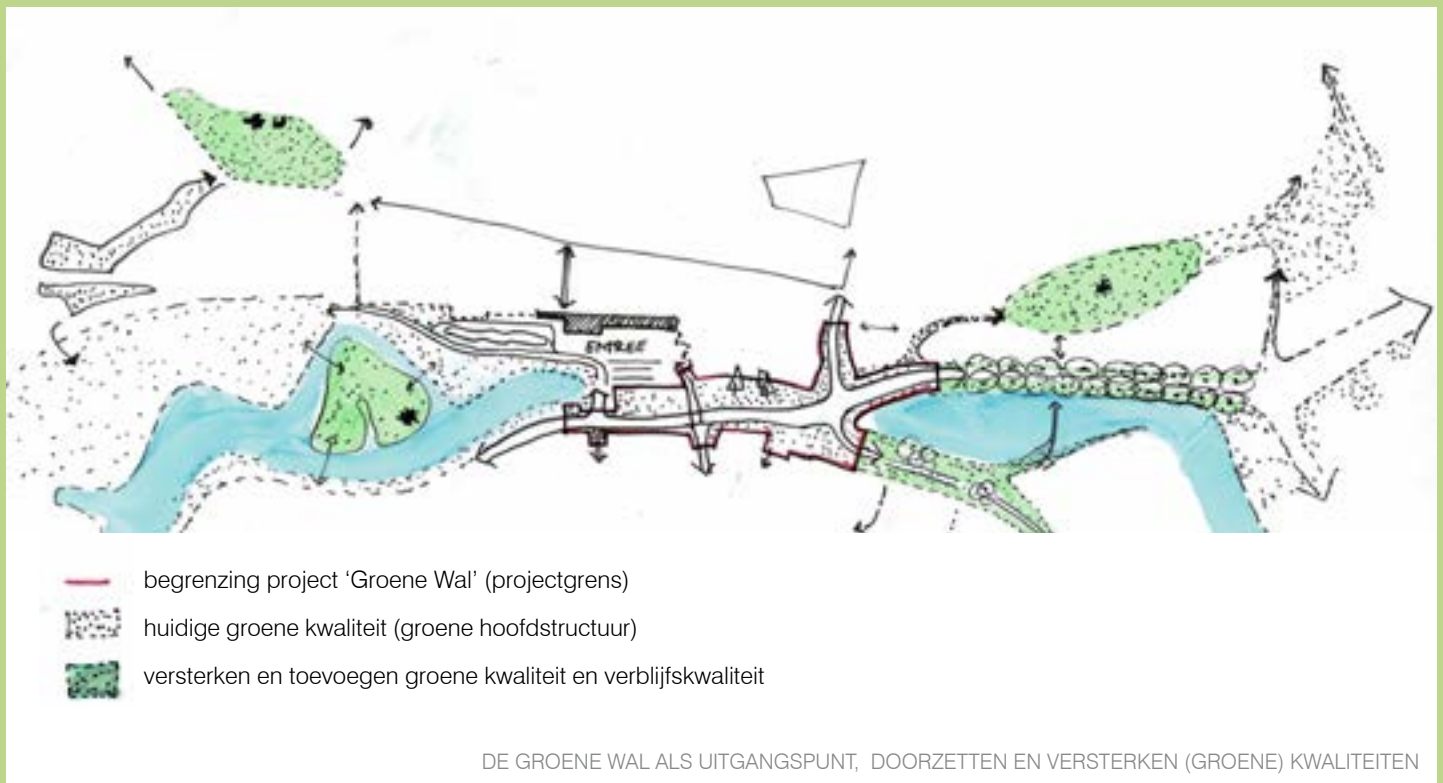 ENTREE
begrenzing project ‘Groene Wal’ (projectgrens)
huidige groene kwaliteit (groene hoofdstructuur)
versterken en toevoegen groene kwaliteit en verblijfskwaliteit
DE GROENE WAL ALS UITGANGSPUNT, DOORZETTEN EN VERSTERKEN (GROENE) KWALITEITEN